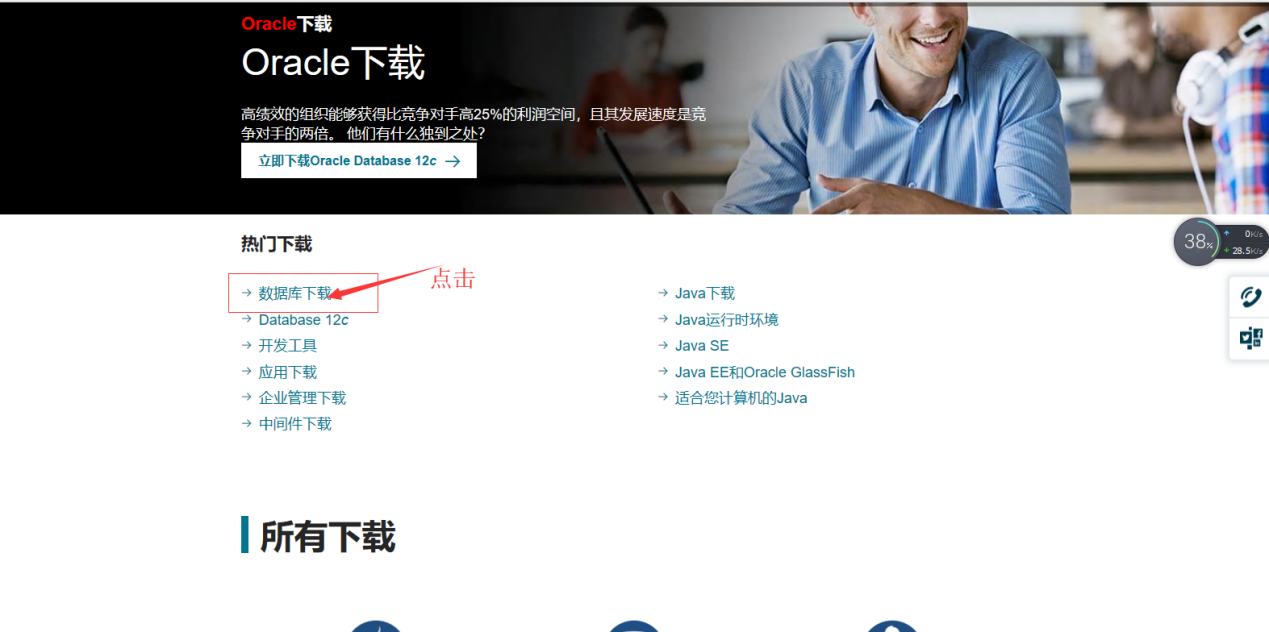 Oracle下载
Oracle下载
高绩效的组织能够获得比竞争对手高25%的利润空间，且其发展速度是竞
争对手的两倍。 他们有什么独到之处?
立即下载Oracle Database 12c →
热门下载
→ 数据库下载
点击
→ Database 12c
→ 开发工具
→ 应用下载
→ 企业管理下载
→ 中间件下载
→ Java下载
→ Java运行时环境
→ Java SE
→ Java EE和Oracle GlassFish
→ 适合您计算机的Java
38%
↑ 0K/s
↓ 28.5K/s
所有下载